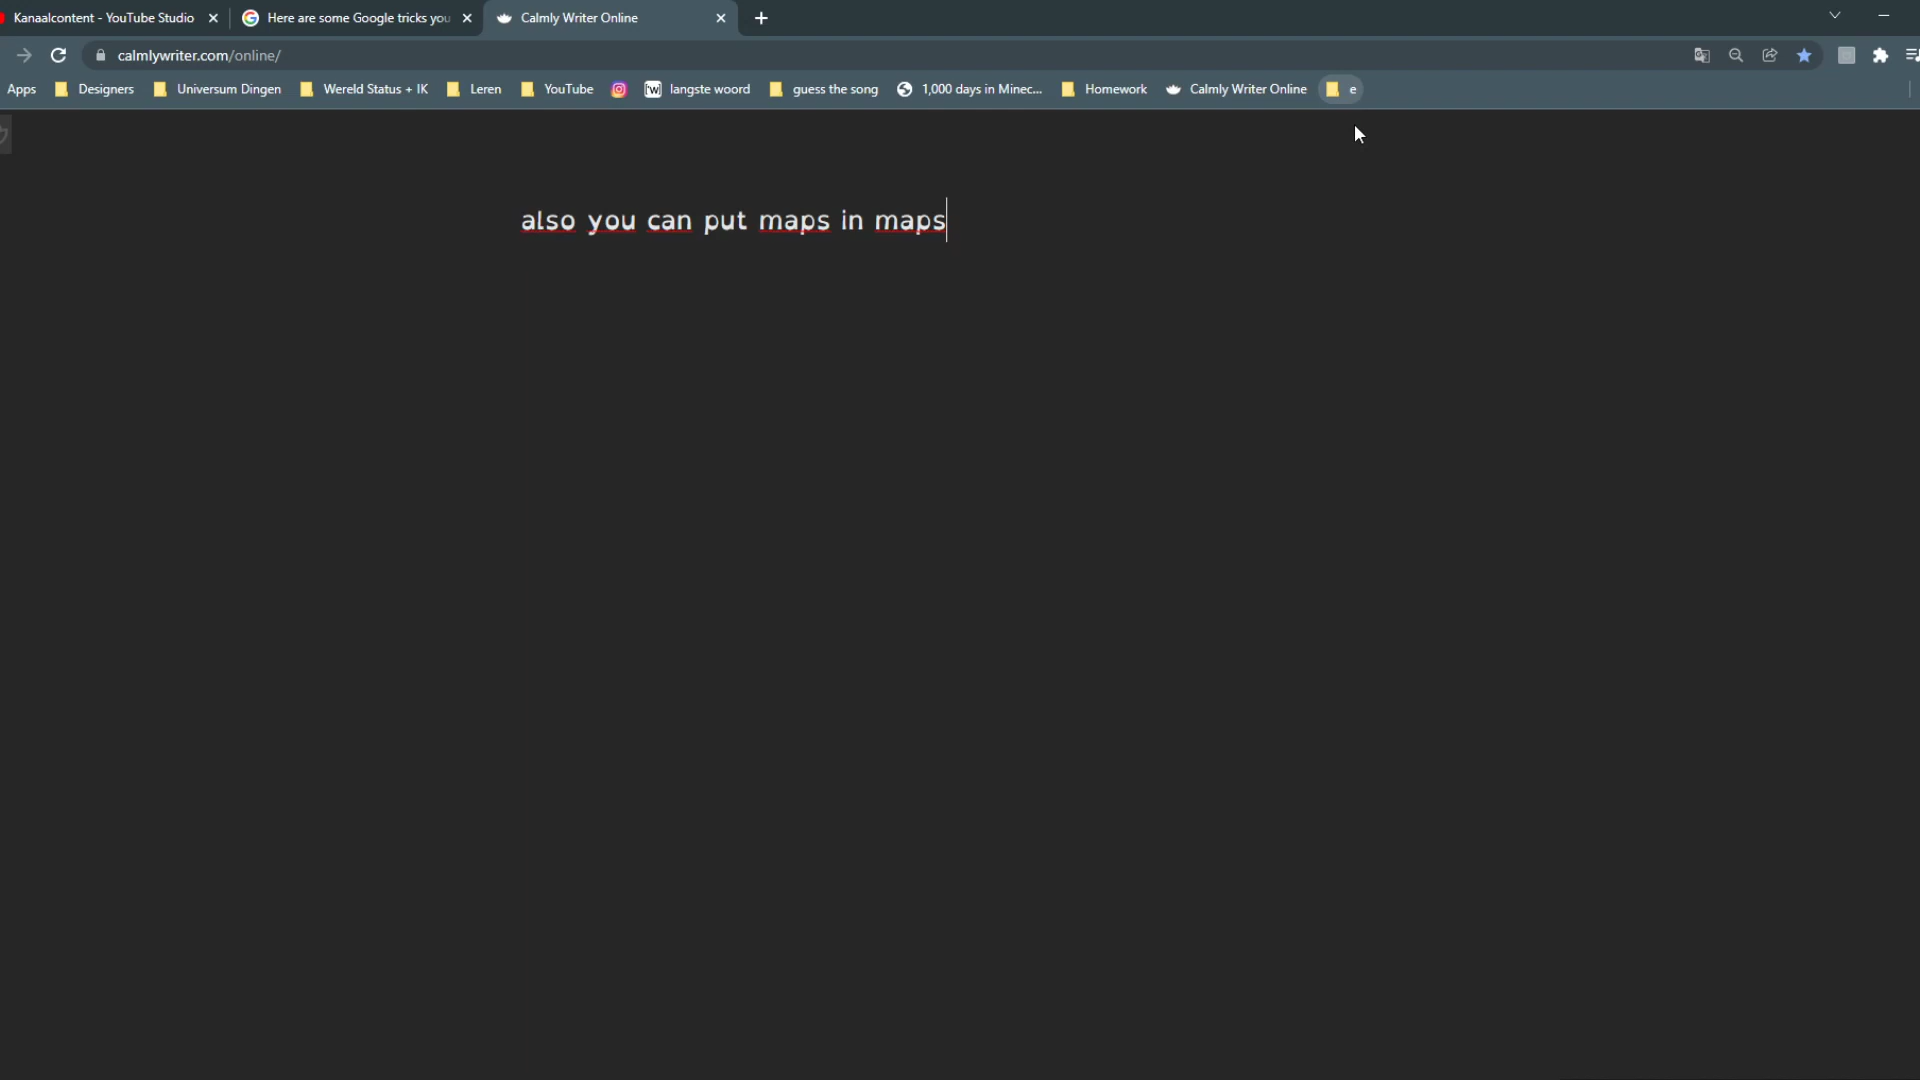 Kanaalcontent - YouTube Studio
Here are some Google tricks you
Calmly Writer Online
calmlywriter.com/online/
Apps
Designers
Universum Dingen
Wereld Status + IK
Leren
YouTube
langste woord
guess the song
1,000 days in Minec...
Homework
Calmly Writer Online
e
also you can put maps in maps